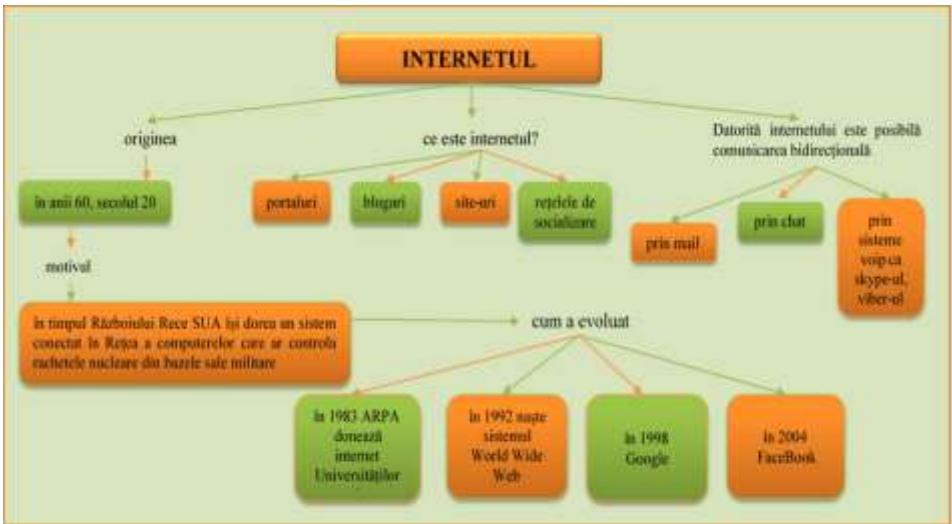 INTERNETUL
originea
ce este internetul?
Datorită internetului este posibilă
comunicarea bidirecțională
în anii 60, secolul 20
portaluri
bloguri
site-uri
rețelele de
socializare
prin mail
prin chat
prin
sisteme
voip ca
skype-ul,
viber-ul
motivul
în timpul Războiului Rece SUA își dorea un sistem
conectat în Rețea a computerelor care ar controla
rachetele nucleare din bazele sale militare
cum a evoluat
în 1983 ARPA
donează
internet
Universităților
în 1992 naște
sistemul
World Wide
Web
în 1998
Google
în 2004
FaceBook